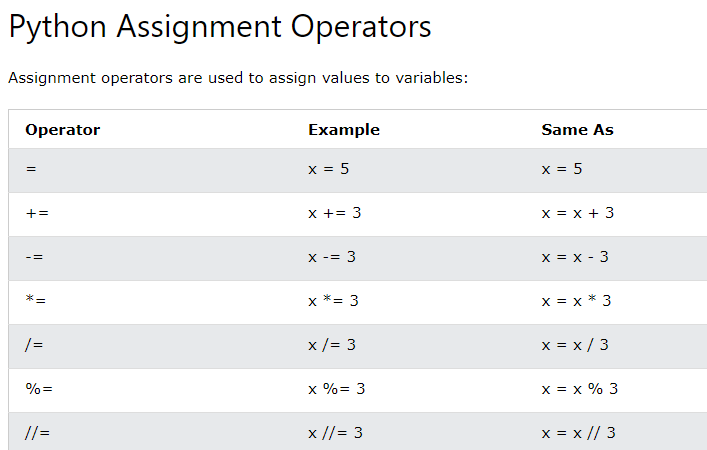 Python Assignment Operators
Assignment operators are used to assign values to variables:
Operator Example Same As
= x = 5 x = 5
+= x += 3 x = x + 3
-= x -= 3 x = x - 3
*= x *= 3 x = x * 3
/= x /= 3 x = x / 3
%= x %= 3 x = x % 3
//= x //= 3 x = x // 3